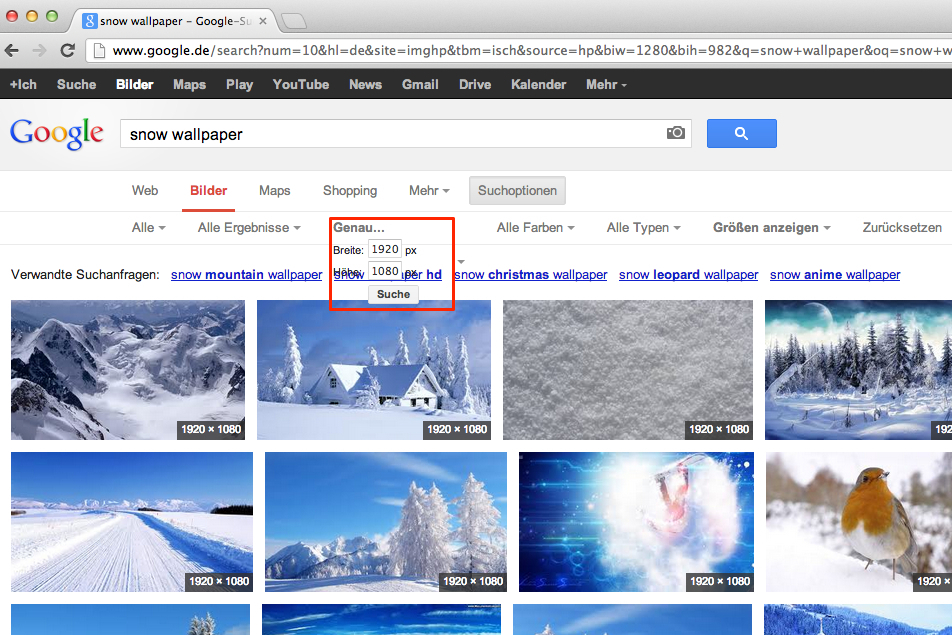 snow wallpaper – Google-Su
www.google.de/search?num=10&hl=de&site=imghp&tbm=isch&source=hp&biw=1280&bih=982&q=snow+wallpaper&oq=snow+w
+Ich Suche Bilder Maps Play YouTube News Gmail Drive Kalender Mehr
Google snow wallpaper
Web Bilder Maps Shopping Mehr Suchoptionen
Alle Alle Ergebnisse Genau... Alle Farben Alle Typen Größen anzeigen Zurücksetzen
Breite: 1920 px
Verwandte Suchanfragen: snow mountain wallpaper snow hd snow christmas wallpaper snow leopard wallpaper snow anime wallpaper
Höhe: 1080 px
Suche
1920 × 1080 1920 × 1080 1920 × 1080 192
1920 × 1080 1920 × 1080 1920 × 1080 1920 ×